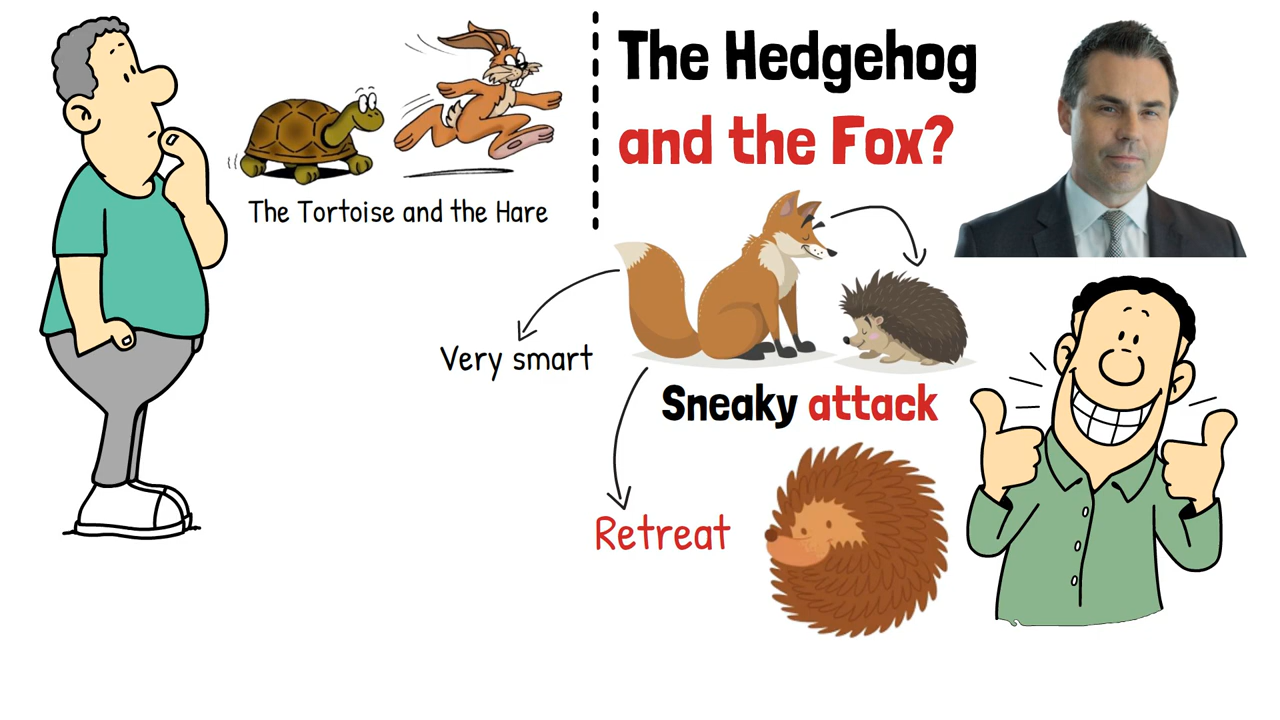 The Tortoise and the Hare
The Hedgehog
and the Fox?
Very smart
Sneaky attack
Retreat